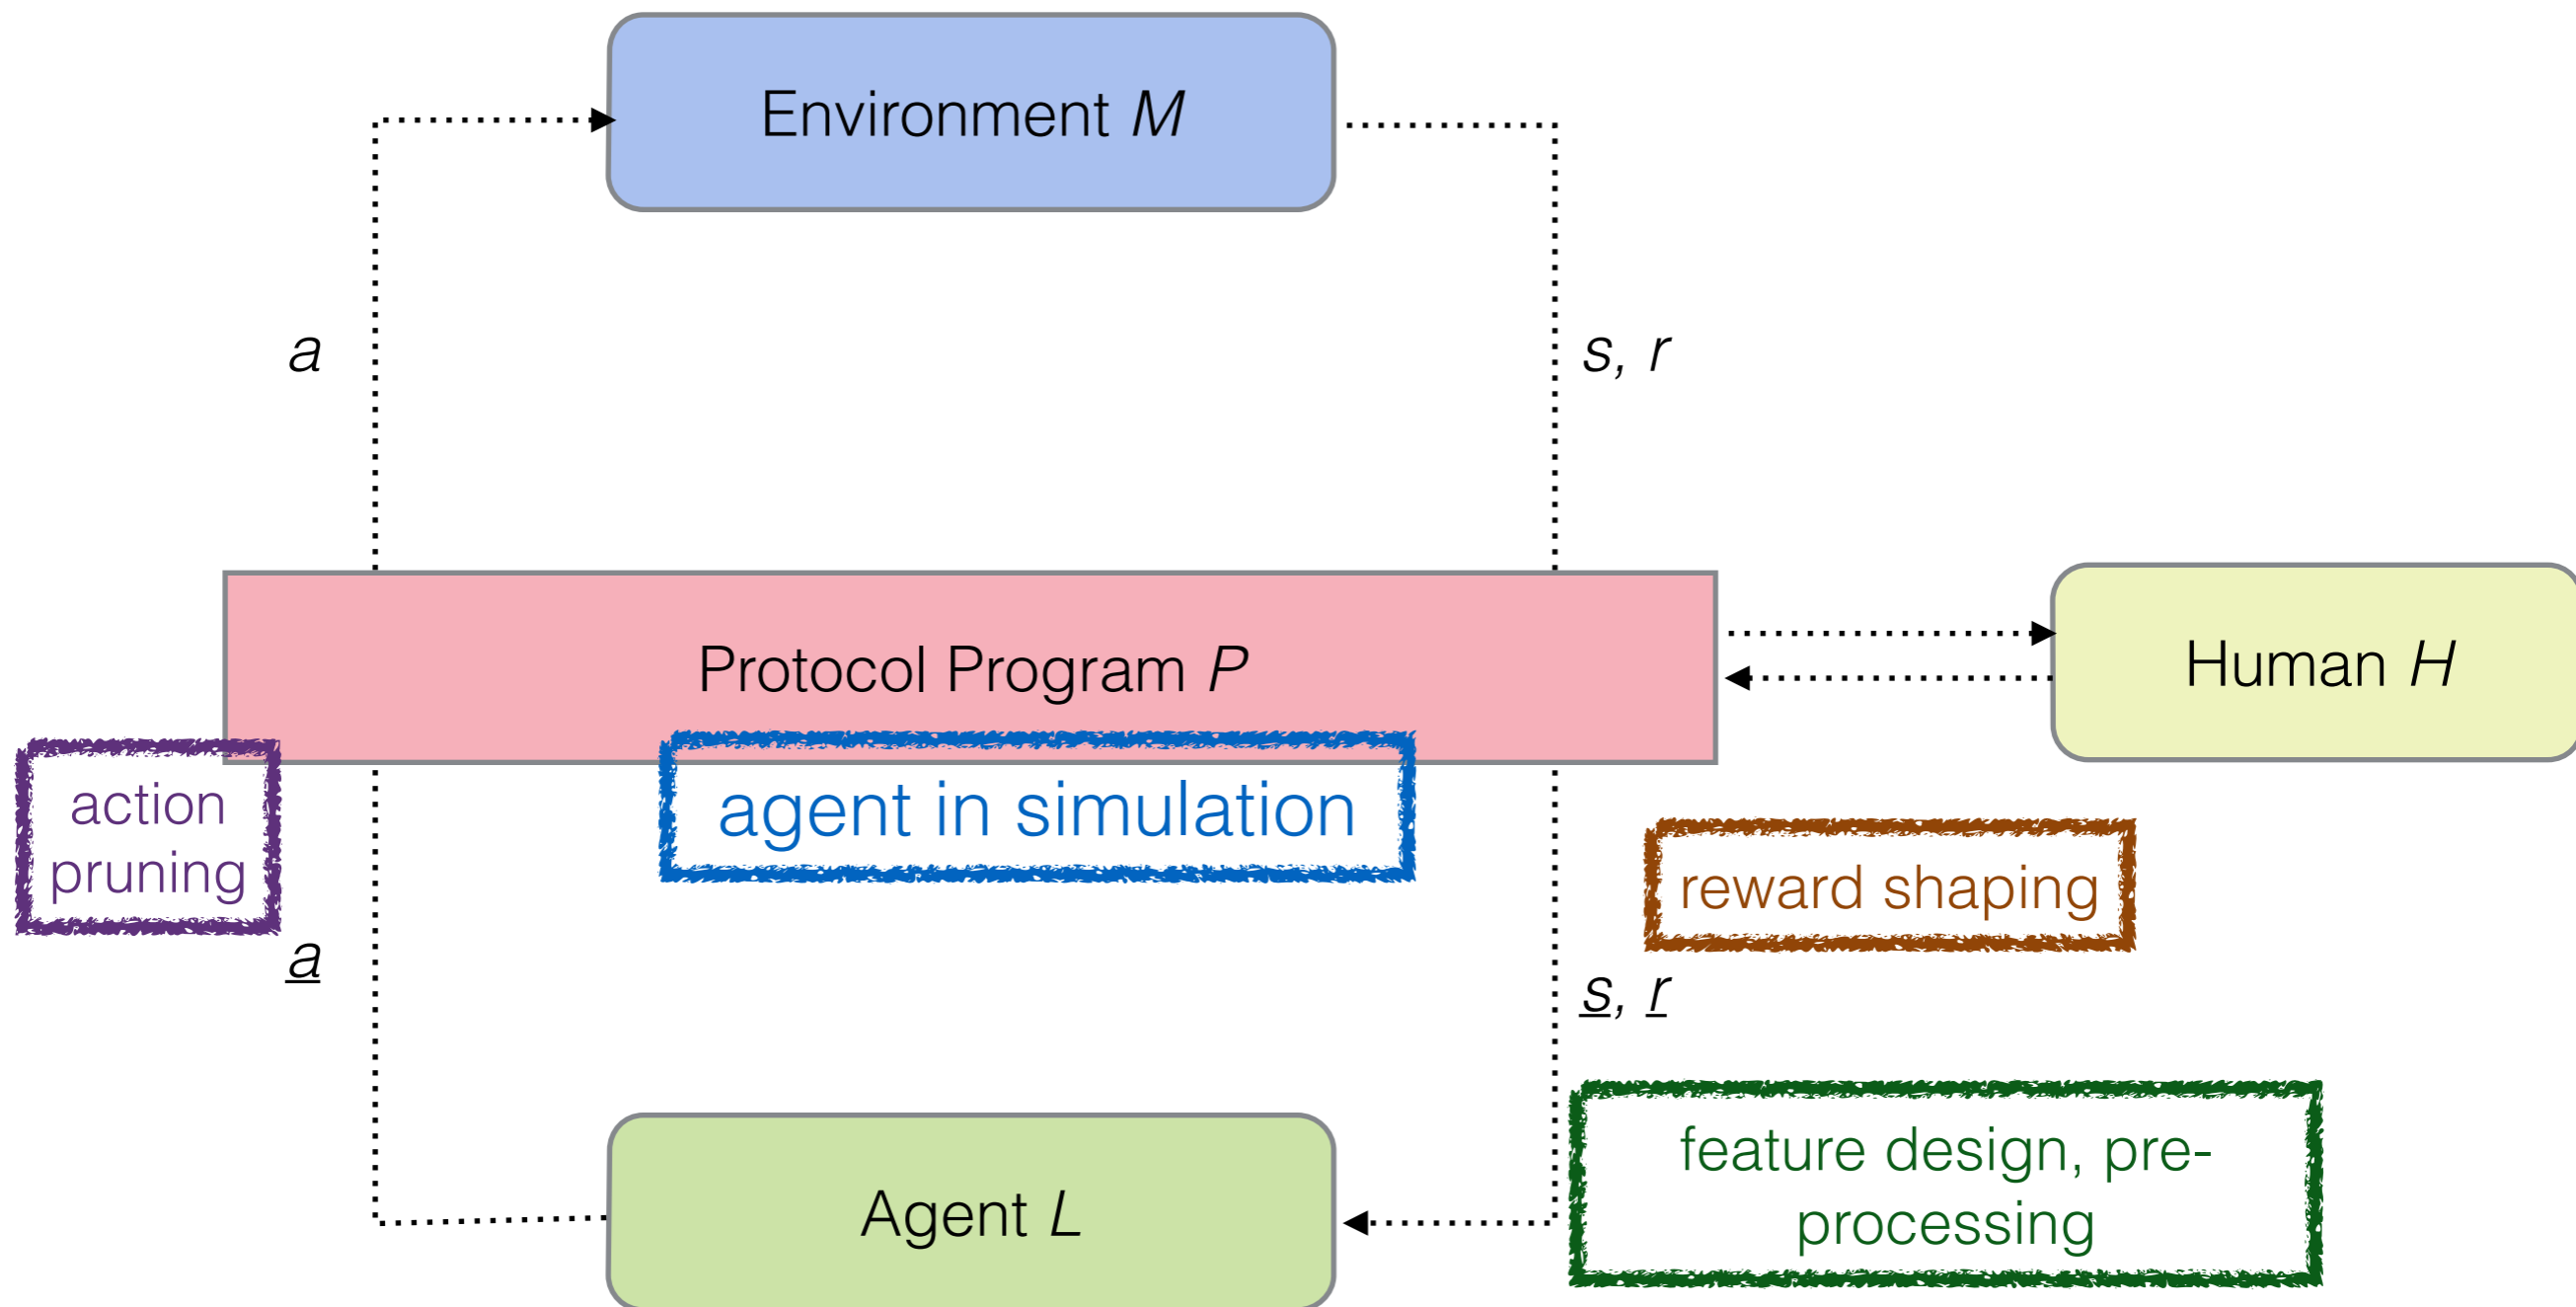 Environment M
a
s, r
Protocol Program P
Human H
action
pruning
agent in simulation
reward shaping
a
s, r
feature design, pre-
processing
Agent L